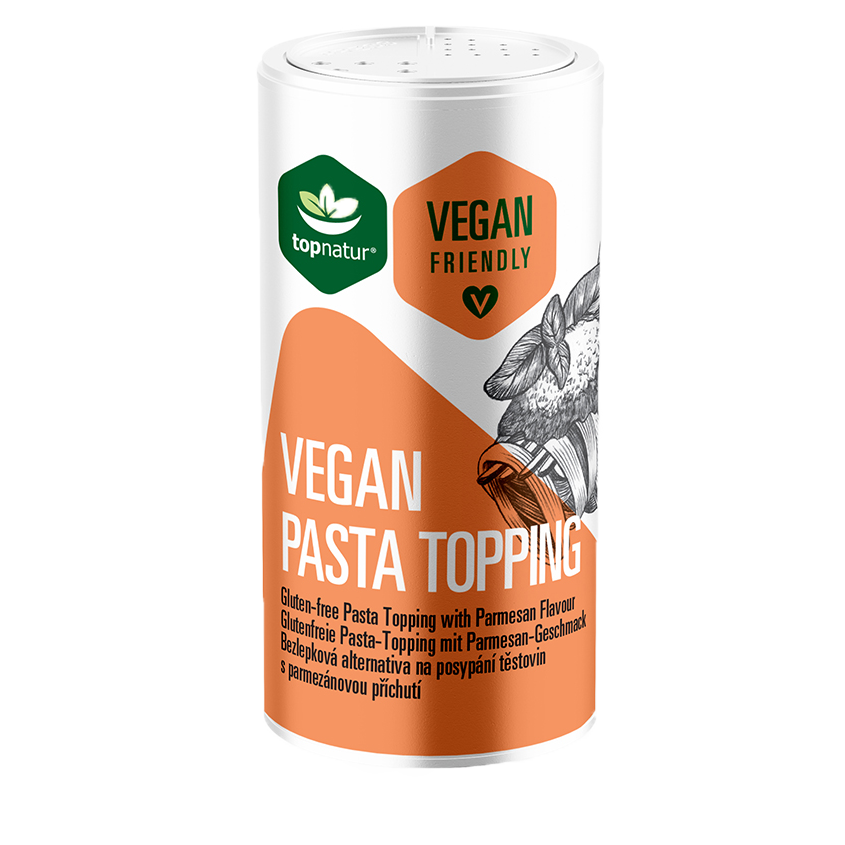 topnatur®
VEGAN
FRIENDLY
V
VEGAN
PASTA TOPPING
Gluten-free Pasta Topping with Parmesan Flavour
Glutenfreie Pasta-Topping mit Parmesan-Geschmack
Bezlepková alternativa na posypání těstovin
s parmezánovou příchutí